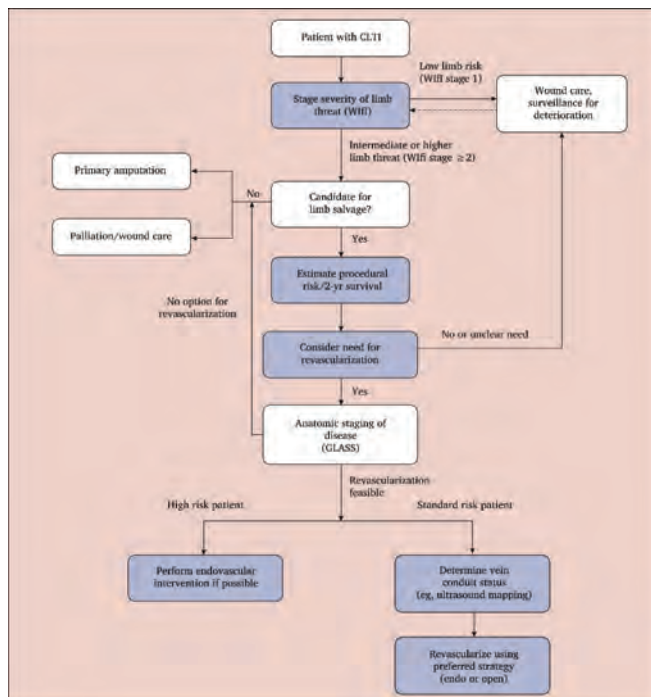 Patient with CLTI
Low limb risk
(WIfI stage 1)
Stage severity of limb
threat (WIfI)
Wound care,
surveillance for
deterioration
Intermediate or higher
limb threat (WIfI stage ≥2)
Primary amputation
No
Candidate for
limb salvage?
Palliation/wound care
Yes
Estimate procedural
risk/2-yr survival
No option for
revascularization
Consider need for
revascularization
No or unclear need
Yes
Anatomic staging of
disease
(GLASS)
Revascularization
feasible
High risk patient
Standard risk patient
Perform endovascular
intervention if possible
Determine vein
conduit status
(eg, ultrasound mapping)
Revascularize using
preferred strategy
(endo or open)